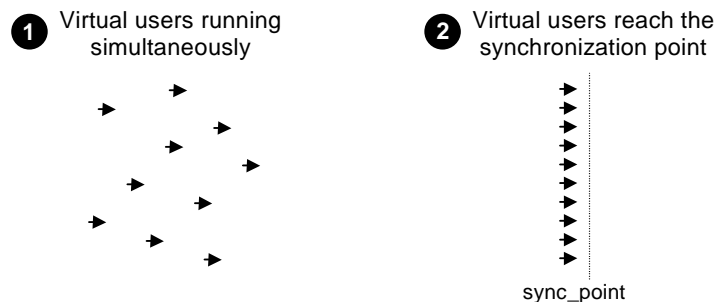 1 Virtual users running
simultaneously
2 Virtual users reach the
synchronization point
sync_point